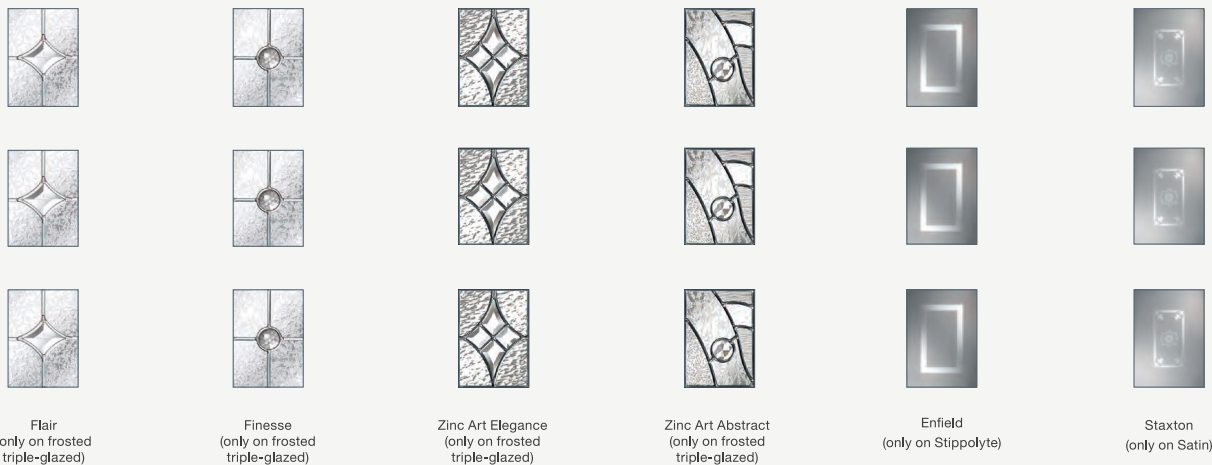 Flair
(only on frosted
triple-glazed)
Finesse
(only on frosted
triple-glazed)
Zinc Art Elegance
(only on frosted
triple-glazed)
Zinc Art Abstract
(only on frosted
triple-glazed)
Enfield
(only on Stippolyte)
Staxton
(only on Satin)